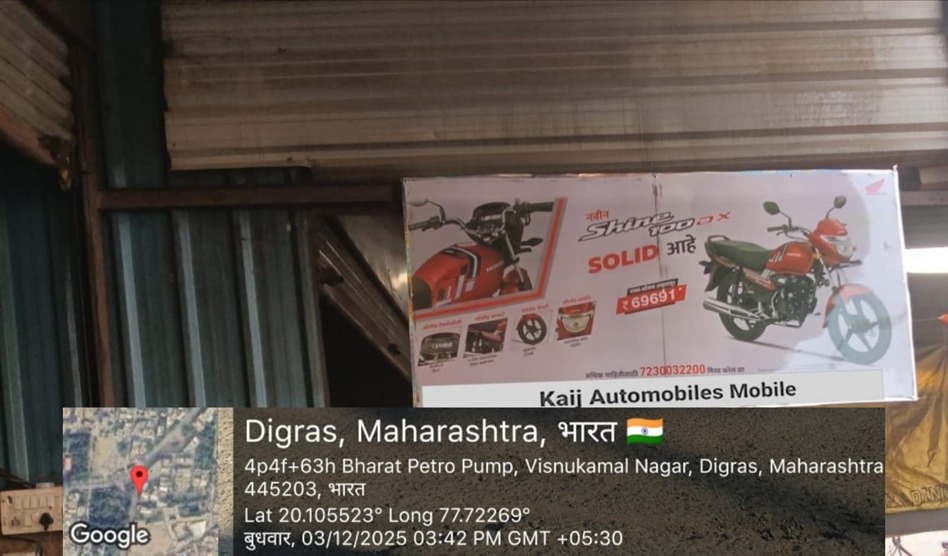 नवीन
Shine 100 DX
SOLID आहे
₹69691*
अधिक माहितीसाठी 7230032200 मिस्ड कॉल द्या
Kaij Automobiles Mobile
Digras, Maharashtra, भारत
4p4f+63h Bharat Petro Pump, Visnukamal Nagar, Digras, Maharashtra
445203, भारत
Lat 20.105523° Long 77.72269°
बुधवार, 03/12/2025 03:42 PM GMT +05:30
Google